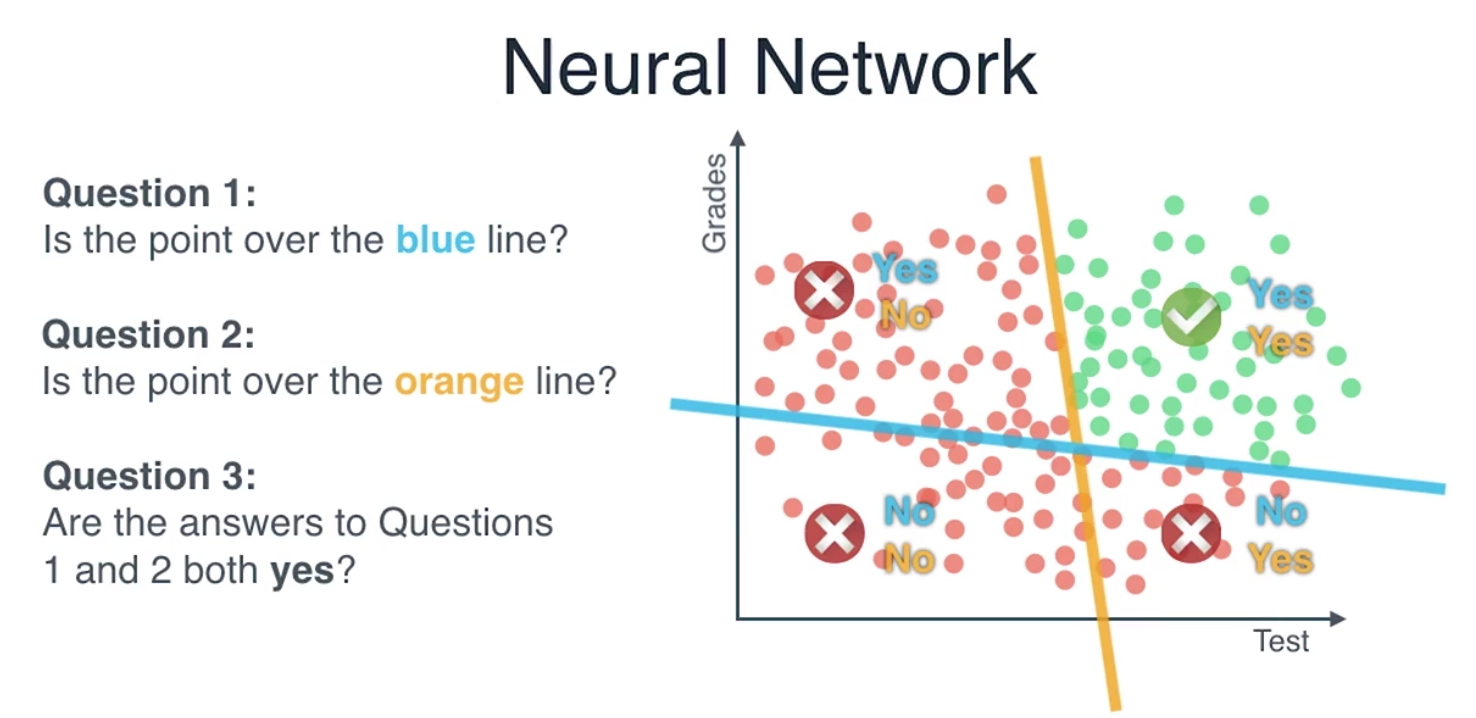 Neural Network
Question 1:
Is the point over the blue line?
Question 2:
Is the point over the orange line?
Question 3:
Are the answers to Questions
1 and 2 both yes?
Grades
Yes
No
Yes
Yes
No
No
No
Yes
Test